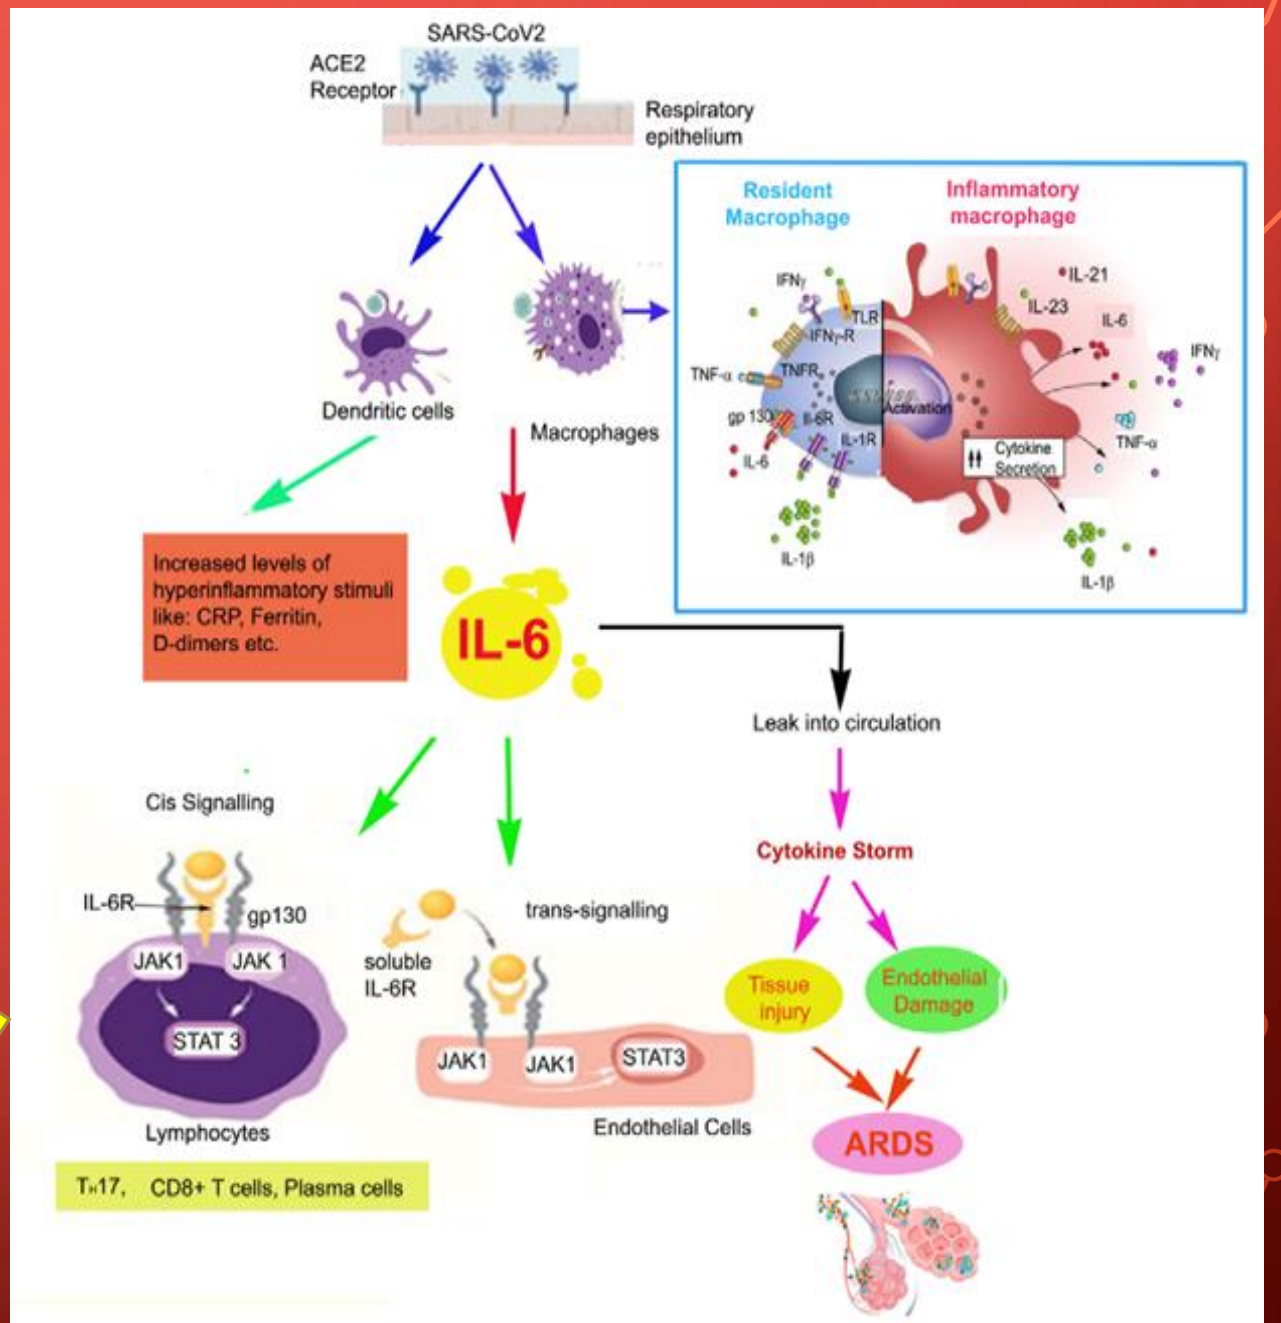 SARS-CoV2
ACE2
Receptor
Respiratory
epithelium
Resident
Macrophage
Inflammatory
macrophage
IFNγ
TLR
IFNγ-R
TNF-α
TNFR
gp 130
Il-6R
IL-1R
IL-6
IL-1β
Activation
IL-21
IL-23
IL-6
IFNγ
TNF-α
Cytokine
Secretion
IL-1β
Dendritic cells
Macrophages
Increased levels of
hyperinflammatory stimuli
like: CRP, Ferritin,
D-dimers etc.
IL-6
Leak into circulation
Cytokine Storm
Tissue
injury
Endothelial
Damage
ARDS
Cis Signalling
IL-6R
gp130
JAK1
JAK 1
STAT 3
Lymphocytes
TH17, CD8+ T cells, Plasma cells
trans-signalling
soluble
IL-6R
JAK1
JAK1
STAT3
Endothelial Cells